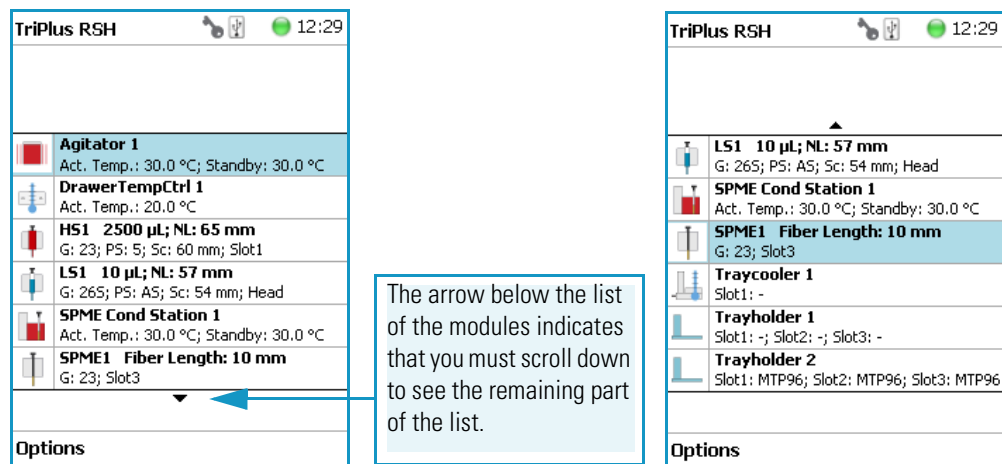 TriPlus RSH 12:29
Agitator 1
Act. Temp.: 30.0 °C; Standby: 30.0 °C
DrawerTempCtrl 1
Act. Temp.: 20.0 °C
HS1 2500 µL; NL: 65 mm
G: 23; PS: 5; Sc: 60 mm; Slot1
LS1 10 µL; NL: 57 mm
G: 26S; PS: AS; Sc: 54 mm; Head
SPME Cond Station 1
Act. Temp.: 30.0 °C; Standby: 30.0 °C
SPME1 Fiber Length: 10 mm
G: 23; Slot3
Options
The arrow below the list
of the modules indicates
that you must scroll down
to see the remaining part
of the list.
TriPlus RSH 12:29
LS1 10 µL; NL: 57 mm
G: 26S; PS: AS; Sc: 54 mm; Head
SPME Cond Station 1
Act. Temp.: 30.0 °C; Standby: 30.0 °C
SPME1 Fiber Length: 10 mm
G: 23; Slot3
Traycooler 1
Slot1: -
Trayholder 1
Slot1: -; Slot2: -; Slot3: -
Trayholder 2
Slot1: MTP96; Slot2: MTP96; Slot3: MTP96
Options